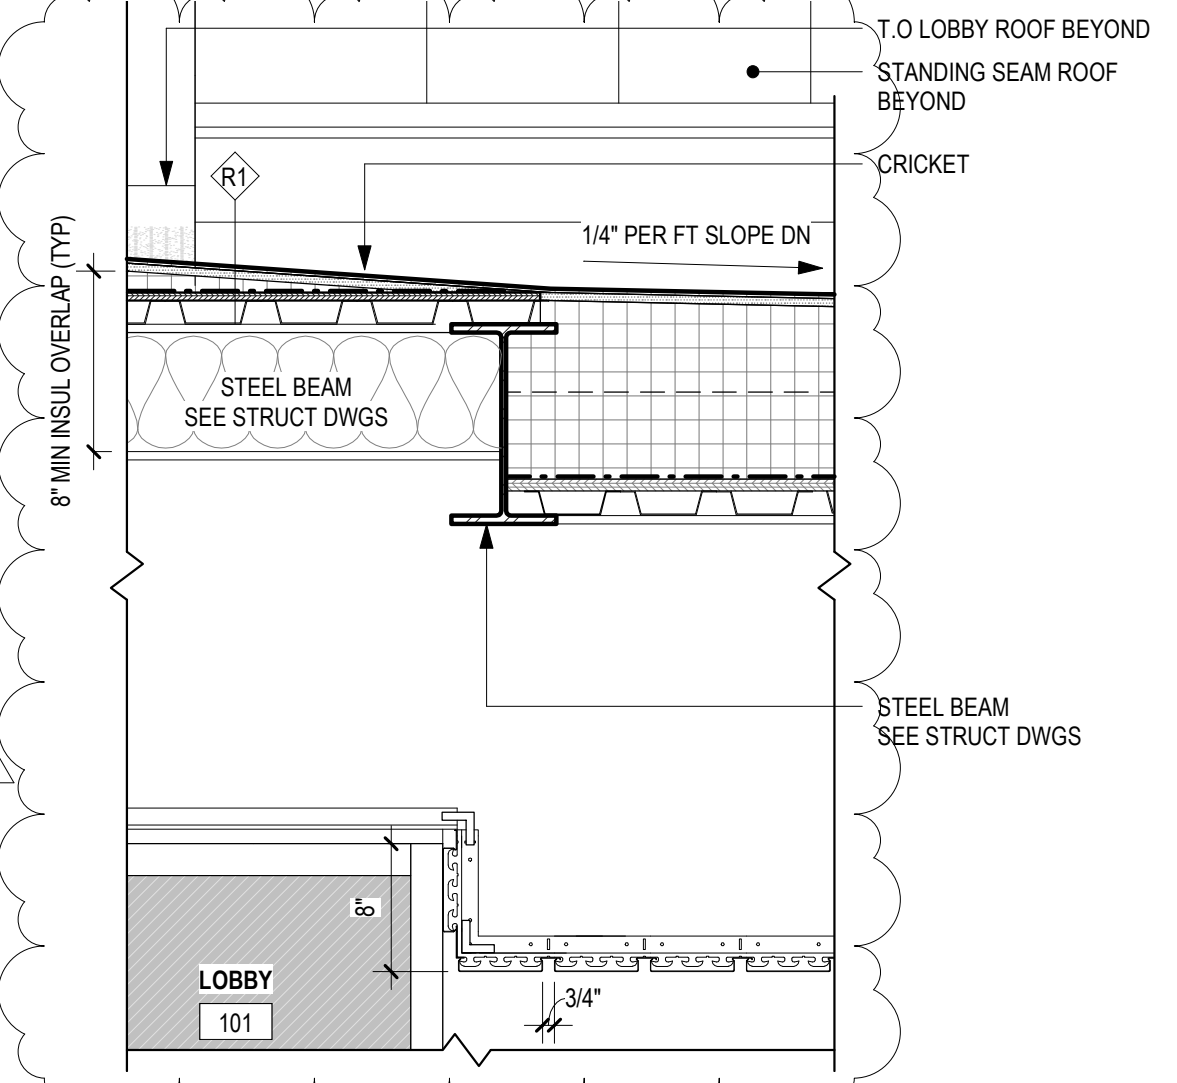 T.O LOBBY ROOF BEYOND
STANDING SEAM ROOF
BEYOND
CRICKET
R1
1/4" PER FT SLOPE DN
8" MIN INSUL OVERLAP (TYP)
STEEL BEAM
SEE STRUCT DWGS
STEEL BEAM
SEE STRUCT DWGS
8"
LOBBY
101
3/4"